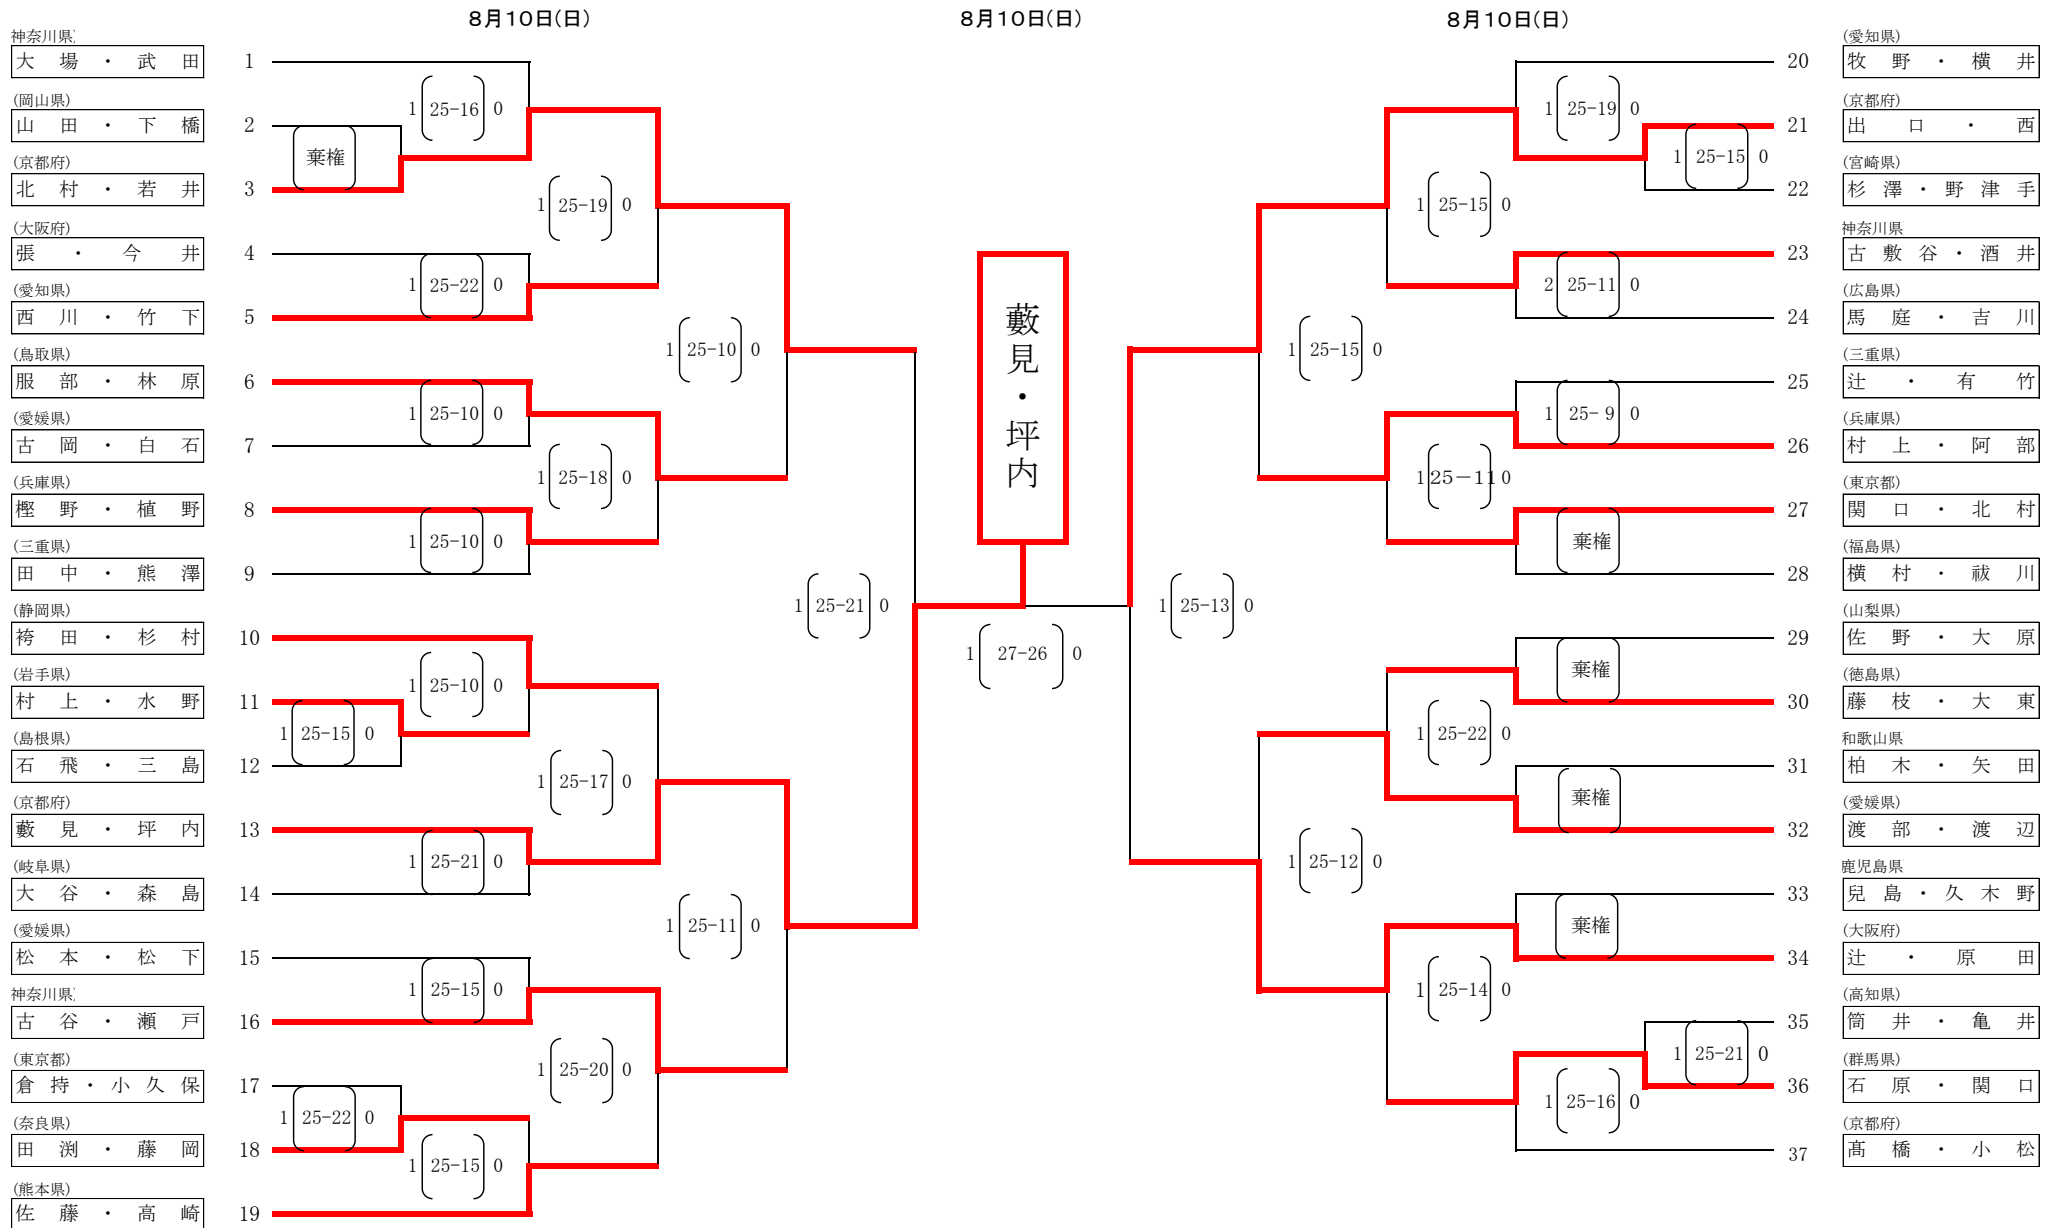 8月10日(日)
8月10日(日)
8月10日(日)
神奈川県
大場・武田 1
(岡山県)
山田・下橋 2
(京都府)
北村・若井 3
(大阪府)
張・今井 4
(愛知県)
西川・竹下 5
(鳥取県)
服部・林原 6
(愛媛県)
古岡・白石 7
(兵庫県)
樫野・植野 8
(三重県)
田中・熊澤 9
(静岡県)
袴田・杉村 10
(岩手県)
村上・水野 11
(島根県)
石飛・三島 12
(京都府)
藪見・坪内 13
(岐阜県)
大谷・森島 14
(愛媛県)
松本・松下 15
神奈川県
古谷・瀬戸 16
(東京都)
倉持・小久保 17
(奈良県)
田渕・藤岡 18
(熊本県)
佐藤・高崎 19
棄権
1 25-15 0
1 25-22 0
1 25-16 0
1 25-22 0
1 25-10 0
1 25-10 0
1 25-10 0
1 25-21 0
1 25-15 0
1 25-15 0
1 25-19 0
1 25-18 0
1 25-17 0
1 25-20 0
1 25-10 0
1 25-11 0
1 25-21 0
藪見・坪内
1 27-26 0
1 25-13 0
1 25-15 0
1 25-12 0
1 25-15 0
1 25-11 0
1 25-22 0
1 25-14 0
1 25-19 0
2 25-11 0
1 25-9 0
棄権
棄権
棄権
棄権
1 25-16 0
1 25-15 0
1 25-21 0
(愛知県)
20 牧野・横井
(京都府)
21 出口・西
(宮崎県)
22 杉澤・野津手
神奈川県
23 古敷谷・酒井
(広島県)
24 馬庭・吉川
(三重県)
25 辻・有竹
(兵庫県)
26 村上・阿部
(東京都)
27 関口・北村
(福島県)
28 横村・祓川
(山梨県)
29 佐野・大原
(徳島県)
30 藤枝・大東
和歌山県
31 柏木・矢田
(愛媛県)
32 渡部・渡辺
鹿児島県
33 兒島・久木野
(大阪府)
34 辻・原田
(高知県)
35 筒井・亀井
(群馬県)
36 石原・関口
(京都府)
37 髙橋・小松